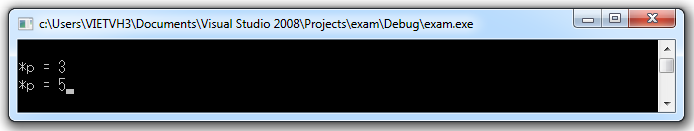 c:\Users\VIETVH3\Documents\Visual Studio 2008\Projects\exam\Debug\exam.exe
*p = 3
*p = 5